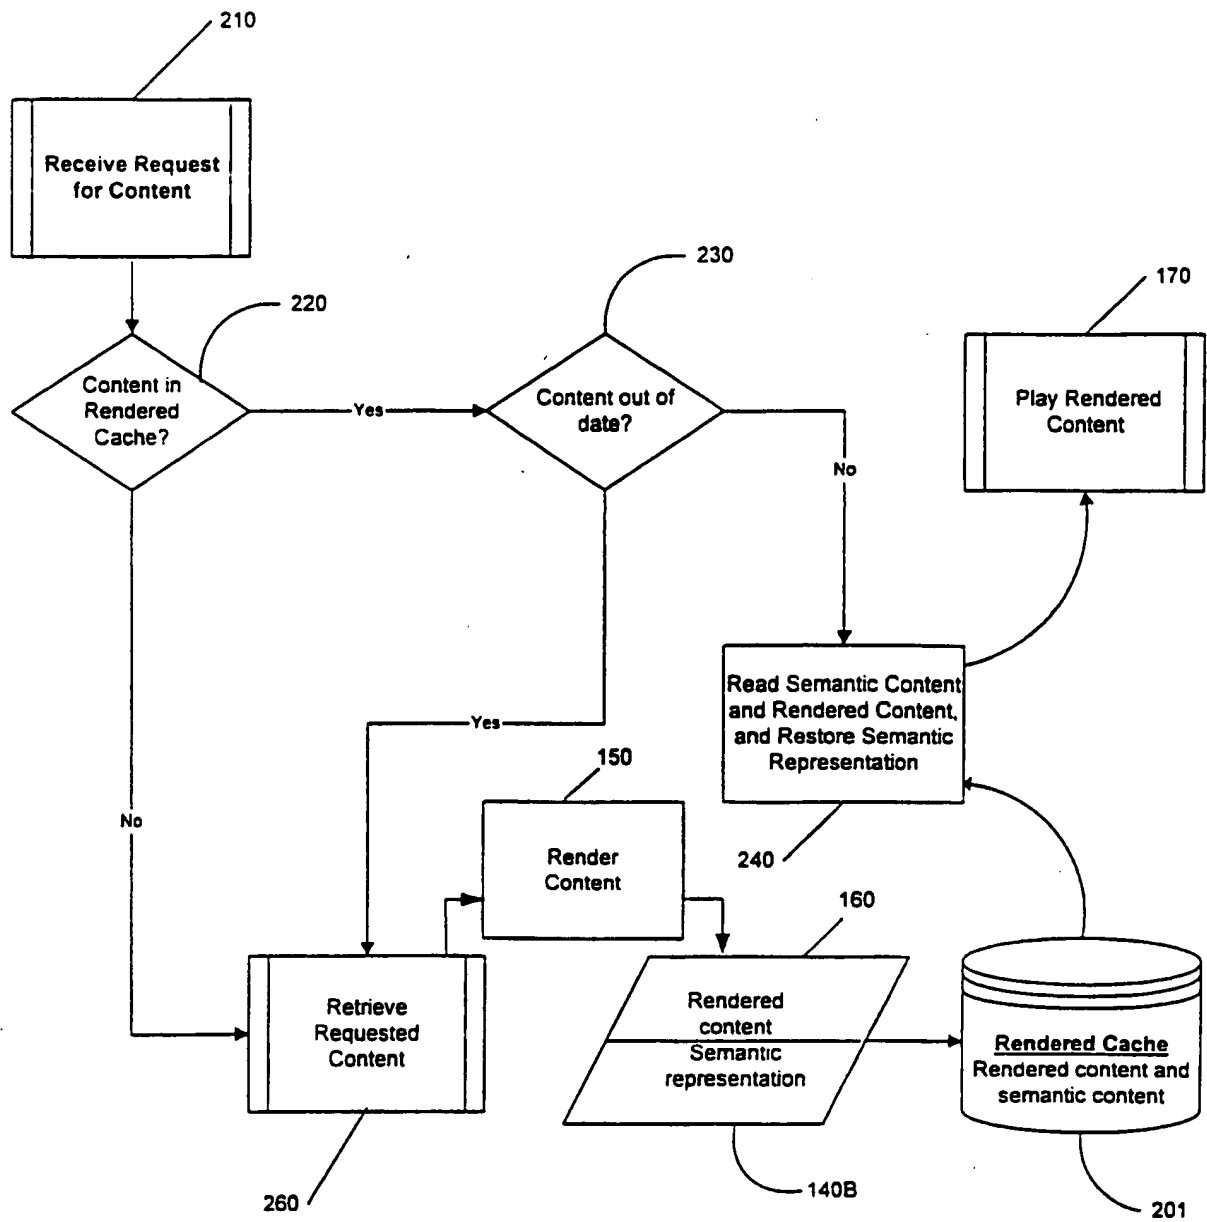 210
Receive Request
for Content
220
Content in
Rendered
Cache?
Yes
230
Content out of
date?
No
170
Play Rendered
Content
Read Semantic Content
and Rendered Content,
and Restore Semantic
Representation
240
Yes
No
150
Render
Content
Retrieve
Requested
Content
260
160
Rendered
content
Semantic
representation
140B
Rendered Cache
Rendered content and
semantic content
201